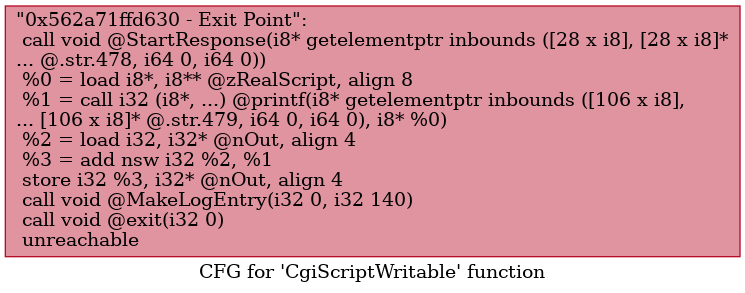 "0x562a71ffd630 - Exit Point":
call void @StartResponse(i8* getelementptr inbounds ([28 x i8], [28 x i8]*
... @.str.478, i64 0, i64 0))
%0 = load i8*, i8** @zRealScript, align 8
%1 = call i32 (i8*, ...) @printf(i8* getelementptr inbounds ([106 x i8],
... [106 x i8]* @.str.479, i64 0, i64 0), i8* %0)
%2 = load i32, i32* @nOut, align 4
%3 = add nsw i32 %2, %1
store i32 %3, i32* @nOut, align 4
call void @MakeLogEntry(i32 0, i32 140)
call void @exit(i32 0)
unreachable
CFG for 'CgiScriptWritable' function